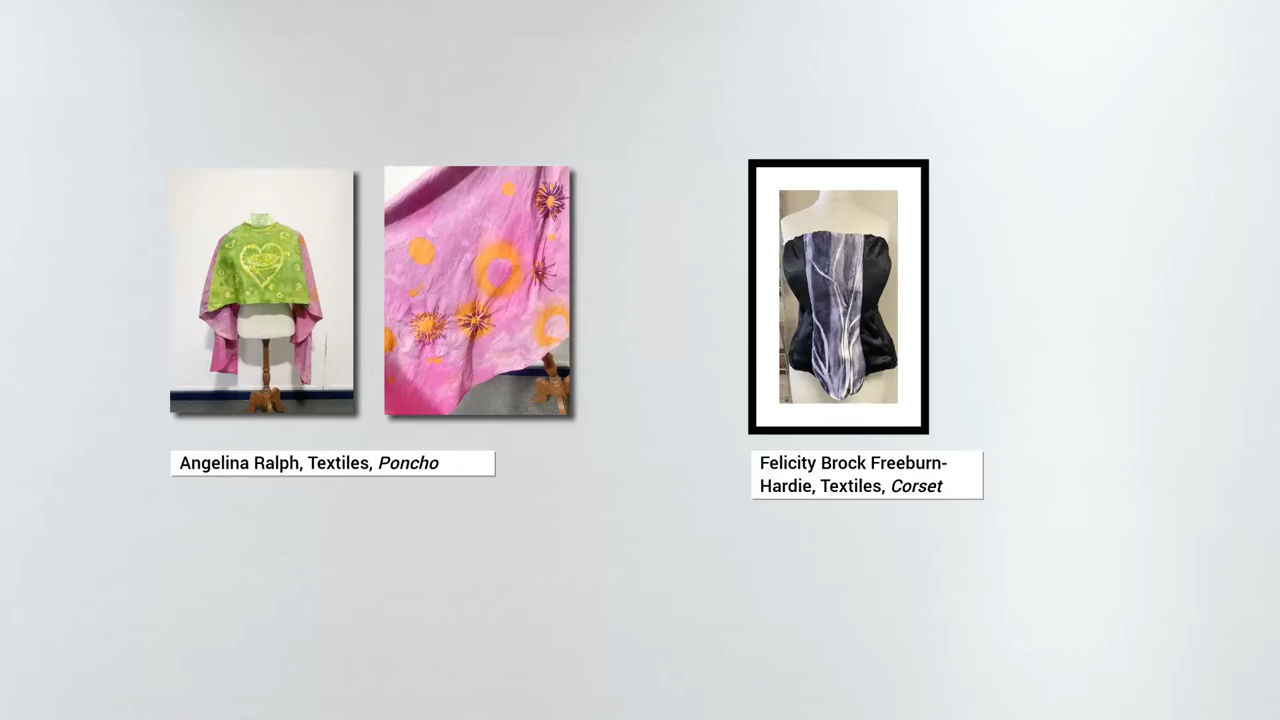 Angelina Ralph, Textiles, Poncho
Felicity Brock Freeburn-
Hardie, Textiles, Corset